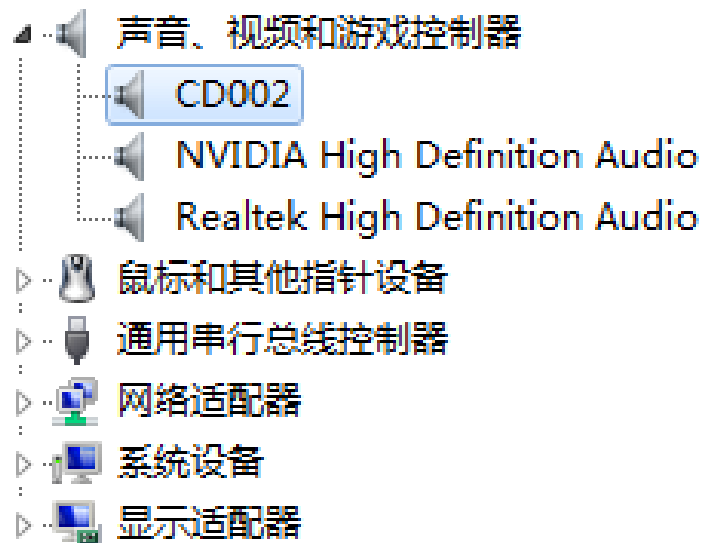 声音、视频和游戏控制器
CD002
NVIDIA High Definition Audio
Realtek High Definition Audio
鼠标和其他指针设备
通用串行总线控制器
网络适配器
系统设备
显示适配器